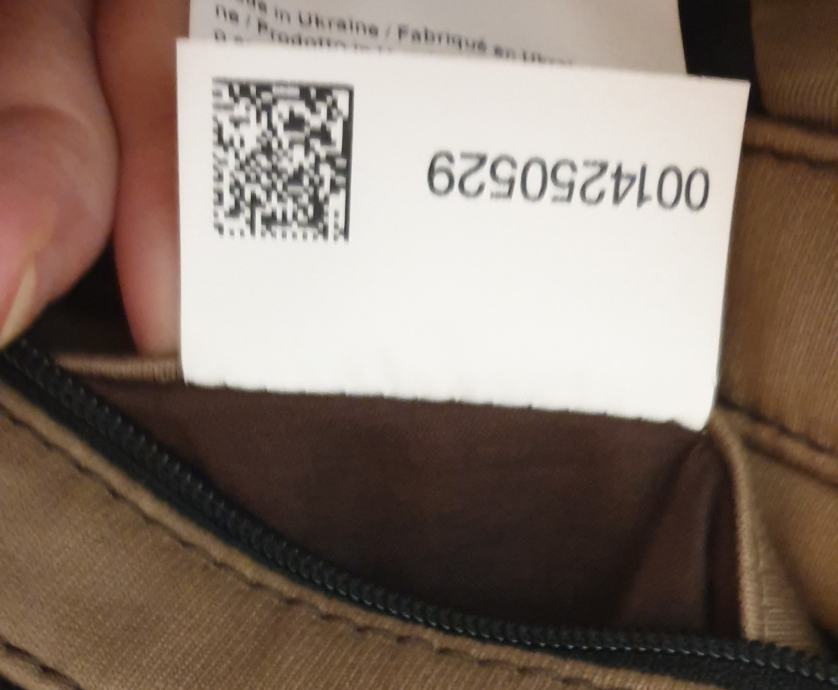 in Ukraine / Fabriqué en
/ Prodotto in
0014250529